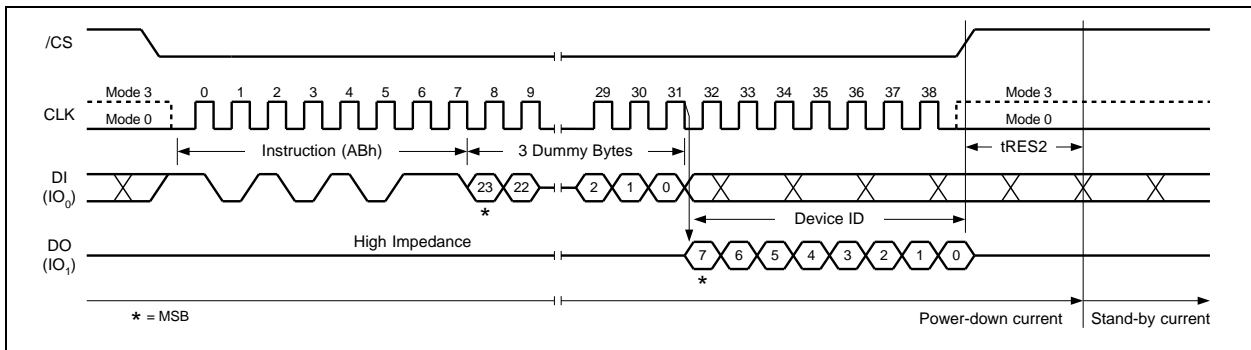 /CS
Mode 3 0 1 2 3 4 5 6 7 8 9 29 30 31 32 33 34 35 36 37 38 Mode 3
CLK Mode 0 Mode 0
Instruction (ABh) 3 Dummy Bytes tRES2
DI
(IO0)
23 22 2 1 0
*
Device ID
DO
(IO1)
High Impedance
7 6 5 4 3 2 1 0
*
* = MSB
Power-down current Stand-by current